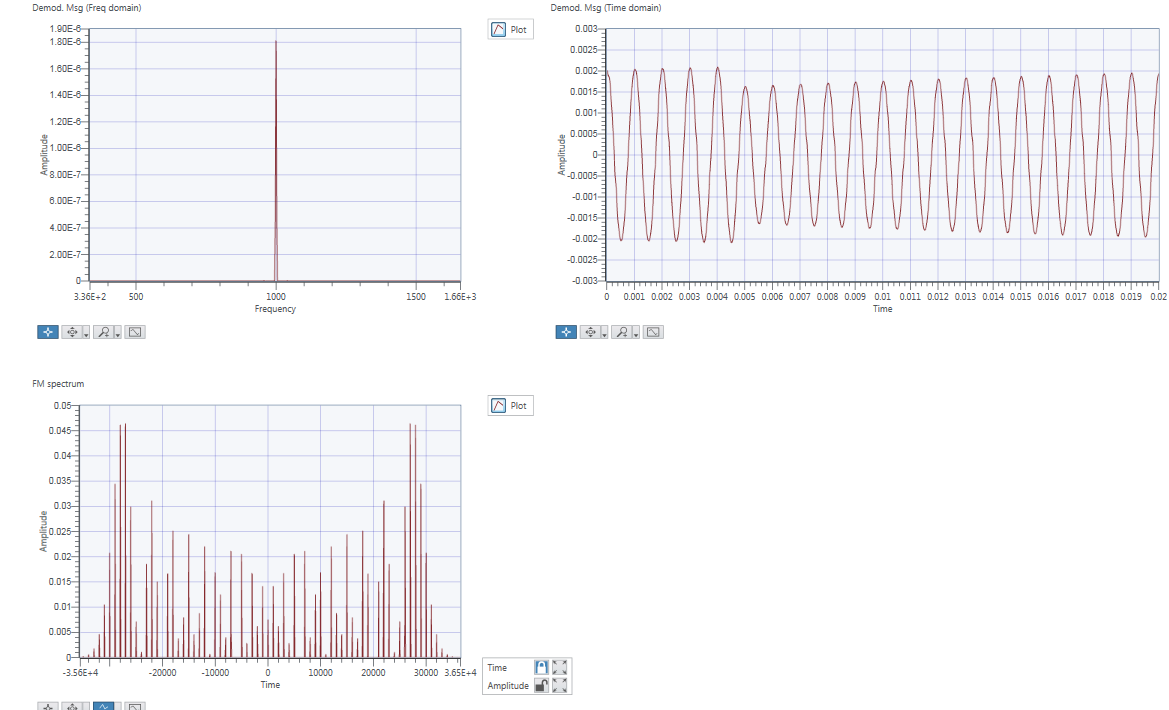 Demod. Msg (Freq domain)
Plot
Amplitude
1.90E-6
1.80E-6
1.60E-6
1.40E-6
1.20E-6
1.00E-6
8.00E-7
6.00E-7
4.00E-7
2.00E-7
0
3.36E+2 500 1000 1500 1.66E+3
Frequency
Demod. Msg (Time domain)
Amplitude
0.003
0.0025
0.002
0.0015
0.001
0.0005
0
-0.0005
-0.001
-0.0015
-0.002
-0.0025
-0.003
0 0.001 0.002 0.003 0.004 0.005 0.006 0.007 0.008 0.009 0.01 0.011 0.012 0.013 0.014 0.015 0.016 0.017 0.018 0.019 0.02
Time
FM spectrum
Plot
Amplitude
0.05
0.045
0.04
0.035
0.03
0.025
0.02
0.015
0.01
0.005
0
-3.56E+4 -20000 -10000 0 10000 20000 30000 3.65E+4
Time
Time
Amplitude